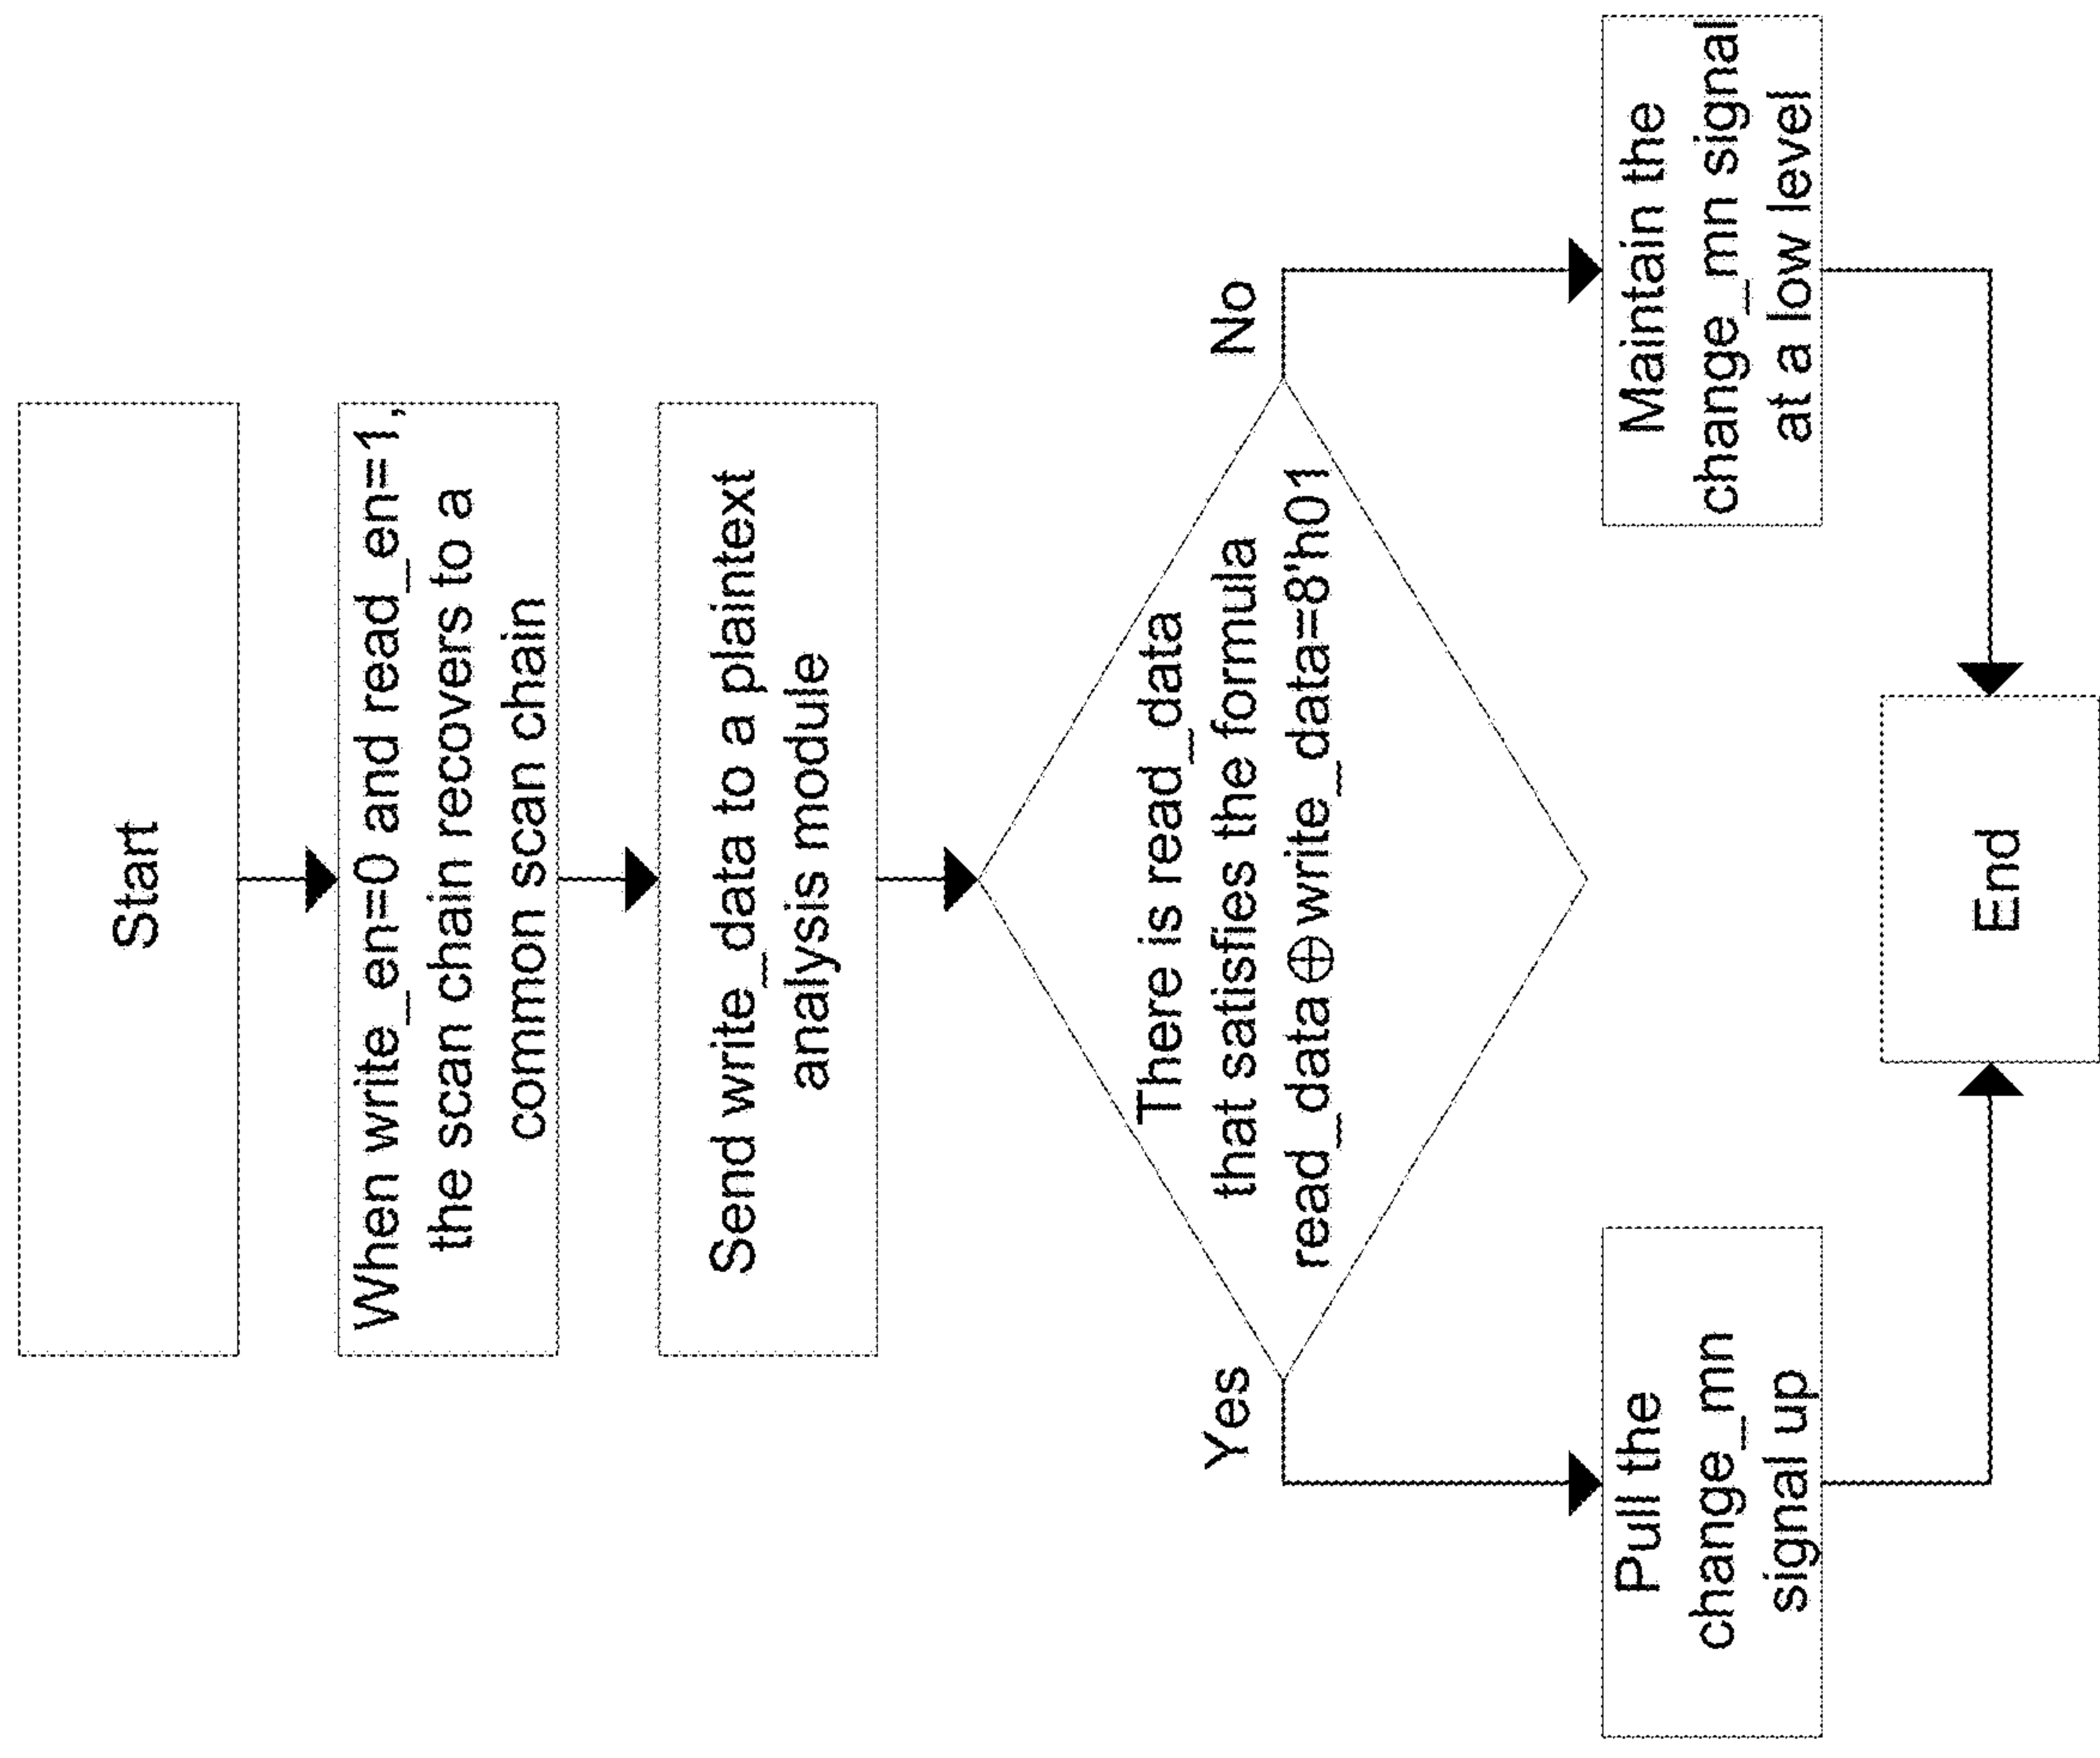 Start
When write_en=0 and read_en=1,
the scan chain recovers to a
common scan chain
Send write_data to a plaintext
analysis module
There is read_data
that satisfies the formula
read_data⊕write_data=8'h01
Yes
No
Pull the
change_mn
signal up
Maintain the
change_mn signal
at a low level
End